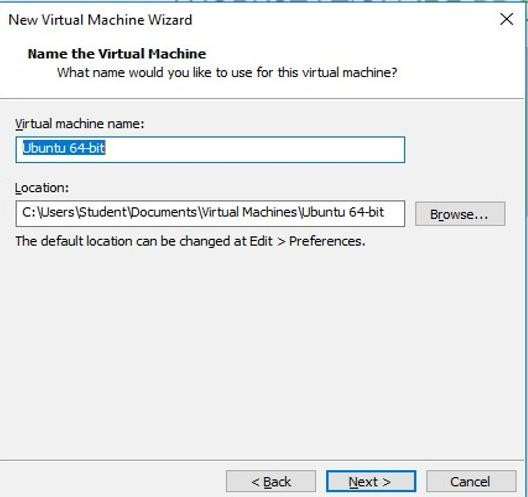 New Virtual Machine Wizard
Name the Virtual Machine
What name would you like to use for this virtual machine?
Virtual machine name:
Ubuntu 64-bit
Location:
C:\Users\Student\Documents\Virtual Machines\Ubuntu 64-bit
Browse...
The default location can be changed at Edit > Preferences.
< Back
Next >
Cancel